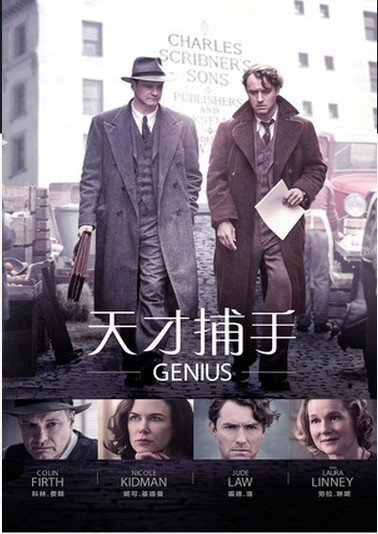 CHARLES
SCRIBNER'S
SONS
PUBLISHERS
AND
天才捕手
GENIUS
COLIN
FIRTH
科林.费斯
NICOLE
KIDMAN
妮可.基德曼
JUDE
LAW
裘德.洛
LAURA
LINNEY
劳拉.琳妮